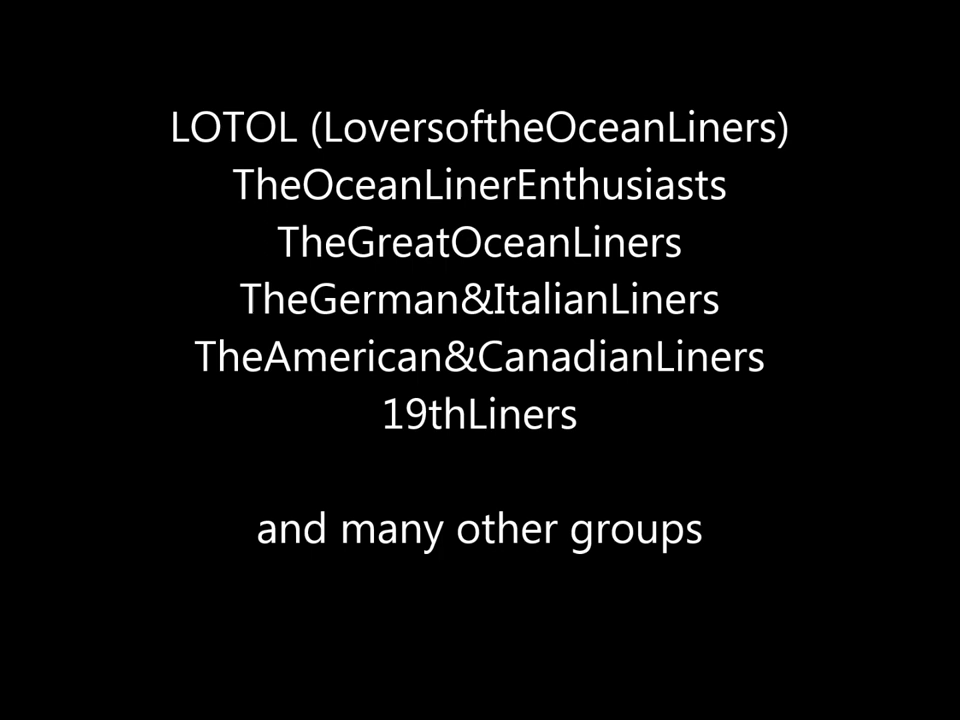 LOTOL (LoversoftheOceanLiners)
TheOceanLinerEnthusiasts
TheGreatOceanLiners
TheGerman&ItalianLiners
TheAmerican&CanadianLiners
19thLiners
and many other groups